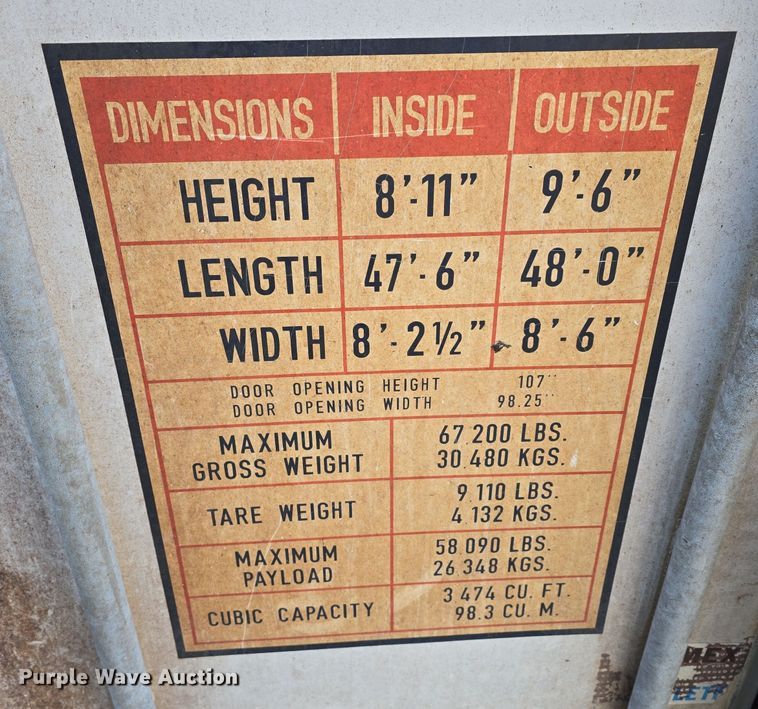 DIMENSIONS INSIDE OUTSIDE
HEIGHT 8'-11" 9'-6"
LENGTH 47'-6" 48'-0"
WIDTH 8'-2½" 8'-6"
DOOR OPENING HEIGHT 107"
DOOR OPENING WIDTH 98.25"
MAXIMUM GROSS WEIGHT
67 200 LBS.
30 480 KGS.
TARE WEIGHT
9 110 LBS.
4 132 KGS.
MAXIMUM PAYLOAD
58 090 LBS.
26 348 KGS.
CUBIC CAPACITY
3 474 CU. FT.
98.3 CU. M.
Purple Wave Auction